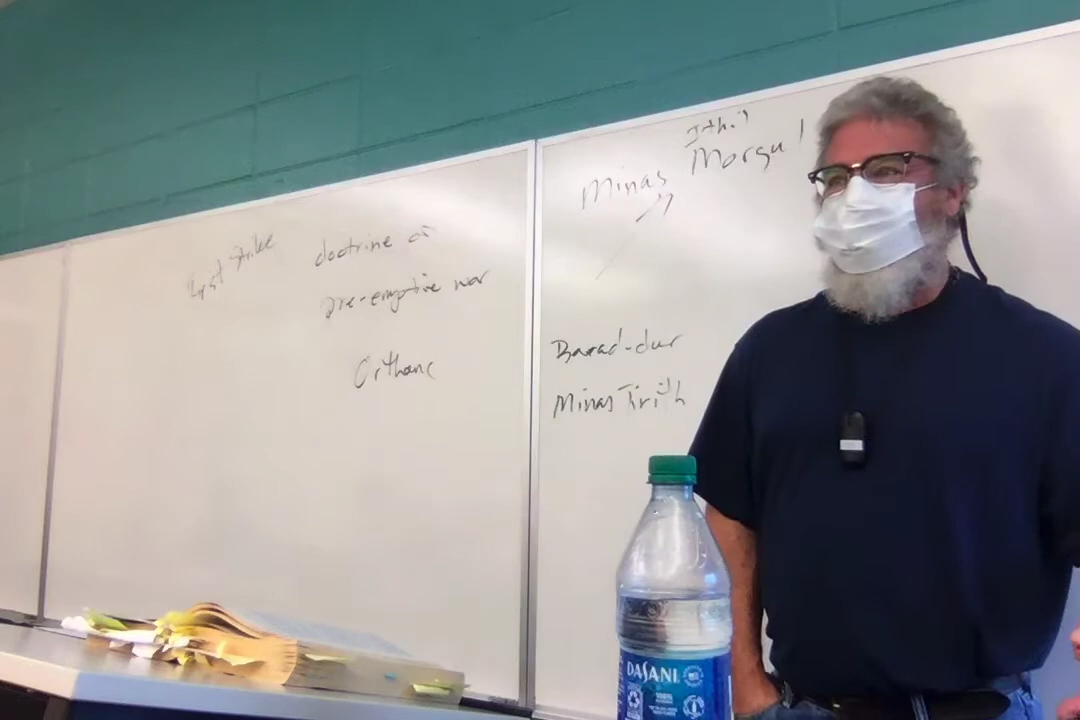 First Strike
doctrine of
pre-emptive war
Orthanc
Ithil
Minas Morgul
Barad-dur
Minas Tirith
DASANI